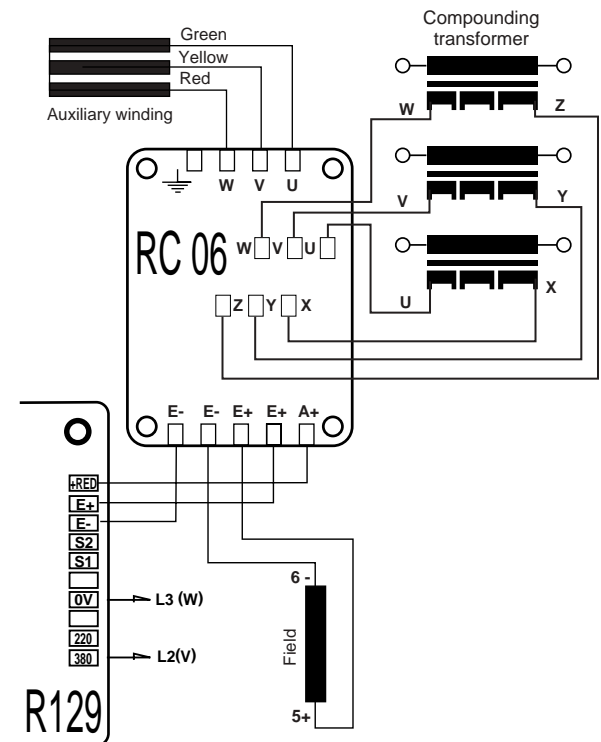 Green
Yellow
Red
Auxiliary winding
Compounding
transformer
W
Z
V
Y
U
X
W V U
RC 06
W V U
Z Y X
E- E- E+ E+ A+
+RED
E+
E-
S2
S1
0V
L3 (W)
220
380
L2(V)
R129
6 -
Field
5+